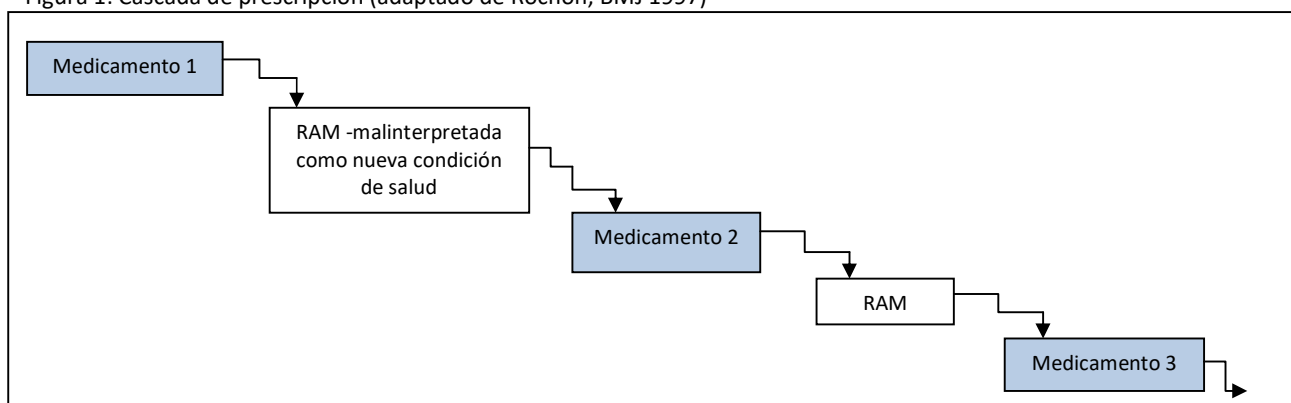 Figura 1. Cascada de prescripción (adaptado de Rochon, BMJ 1997)
Medicamento 1
RAM -malinterpretada
como nueva condición
de salud
Medicamento 2
RAM
Medicamento 3